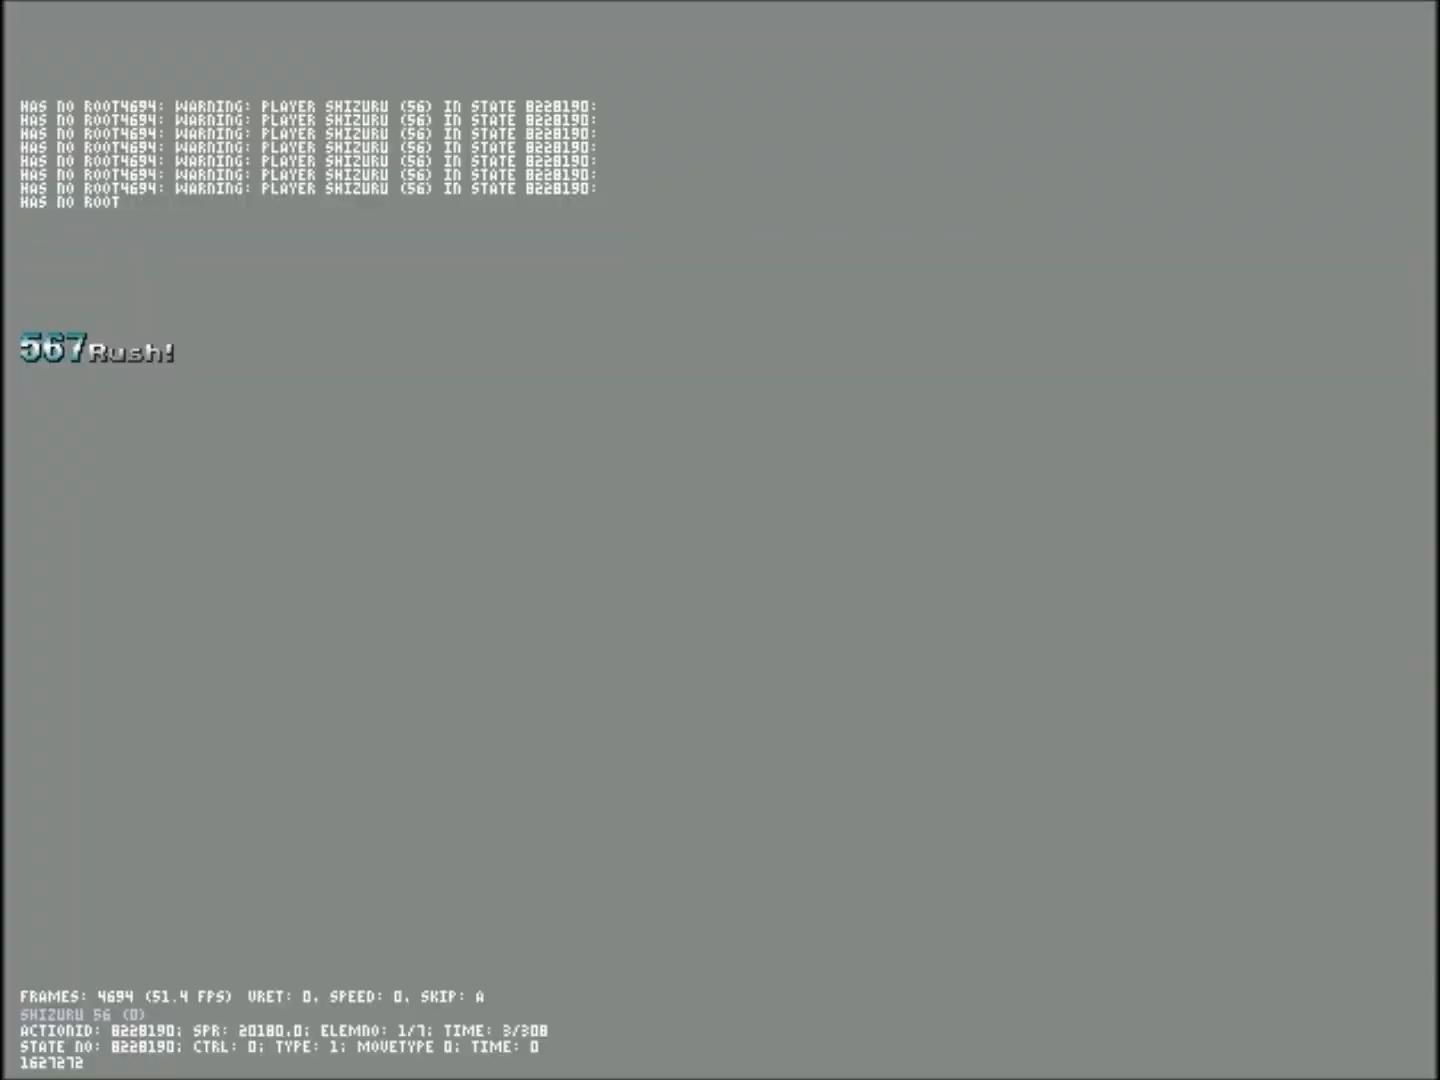 HAS NO ROOT4694: WARNING: PLAYER SHIZURU (56) IN STATE 8228190:
HAS NO ROOT4694: WARNING: PLAYER SHIZURU (56) IN STATE 8228190:
HAS NO ROOT4694: WARNING: PLAYER SHIZURU (56) IN STATE 8228190:
HAS NO ROOT4694: WARNING: PLAYER SHIZURU (56) IN STATE 8228190:
HAS NO ROOT4694: WARNING: PLAYER SHIZURU (56) IN STATE 8228190:
HAS NO ROOT4694: WARNING: PLAYER SHIZURU (56) IN STATE 8228190:
HAS NO ROOT4694: WARNING: PLAYER SHIZURU (56) IN STATE 8228190:
HAS NO ROOT
567Rush!
FRAMES: 4694 (51.4 FPS) VRET: 0, SPEED: 0, SKIP: A
SHIZURU 56 (0)
ACTIONID: 8228190; SPR: 20180,0; ELEMNO: 1/7; TIME: 3/308
STATE NO: 8228190; CTRL: 0; TYPE: 1; MOVETYPE 0; TIME: 0
1627272